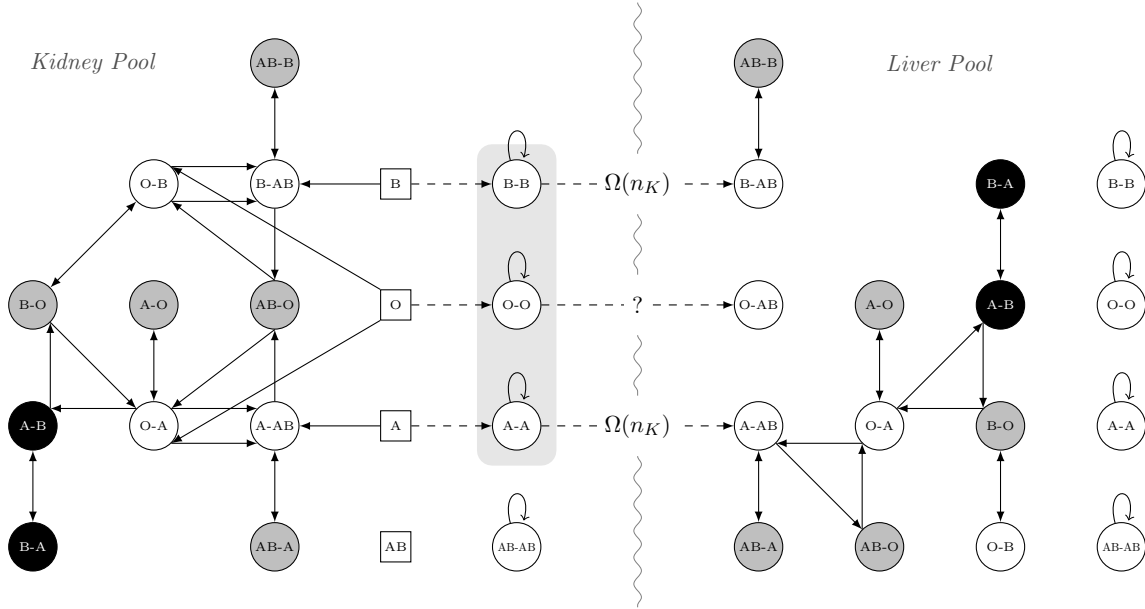 AB-B
AB-B
Kidney Pool
Liver Pool
O-B
B-AB
B
B-B
Ω(n_K)
B-AB
B-A
B-B
B-O
A-O
AB-O
O
O-O
?
O-AB
A-O
A-B
O-O
A-B
O-A
A-AB
A
A-A
Ω(n_K)
A-AB
O-A
B-O
A-A
B-A
AB-A
AB
AB-AB
AB-A
AB-O
O-B
AB-AB